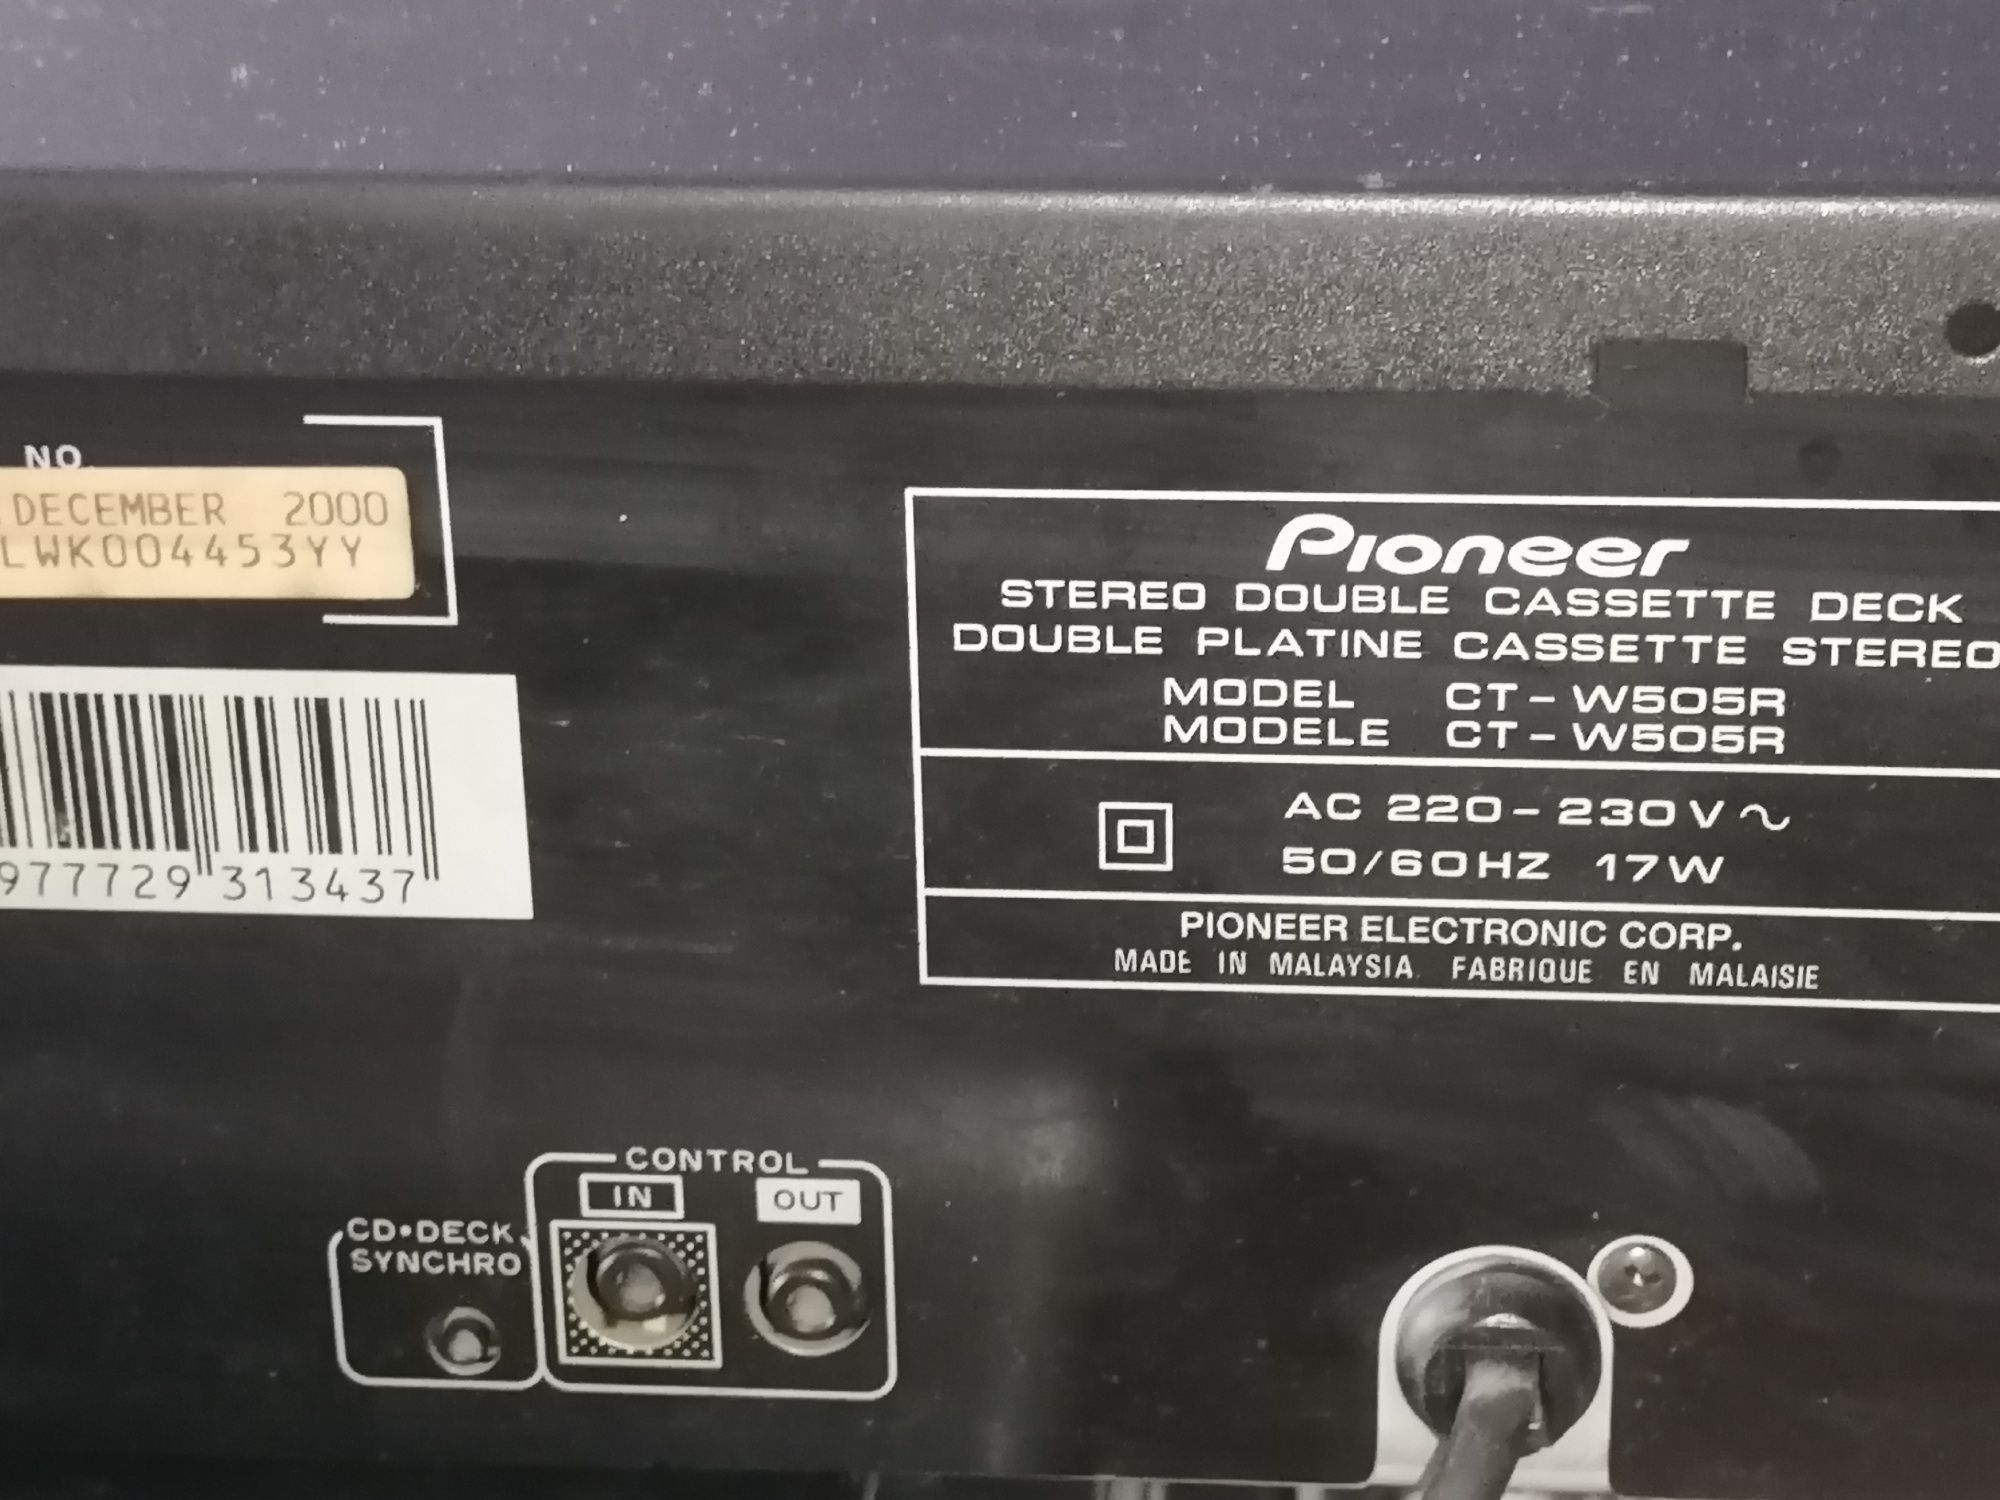 NO.
DECEMBER 2000
LWK004453YY
977729 313437
Pioneer
STEREO DOUBLE CASSETTE DECK
DOUBLE PLATINE CASSETTE STEREO
MODEL CT-W505R
MODELE CT-W505R
AC 220-230V~
50/60HZ 17W
PIONEER ELECTRONIC CORP.
MADE IN MALAYSIA FABRIQUE EN MALAISIE
CONTROL
IN OUT
CD•DECK
SYNCHRO